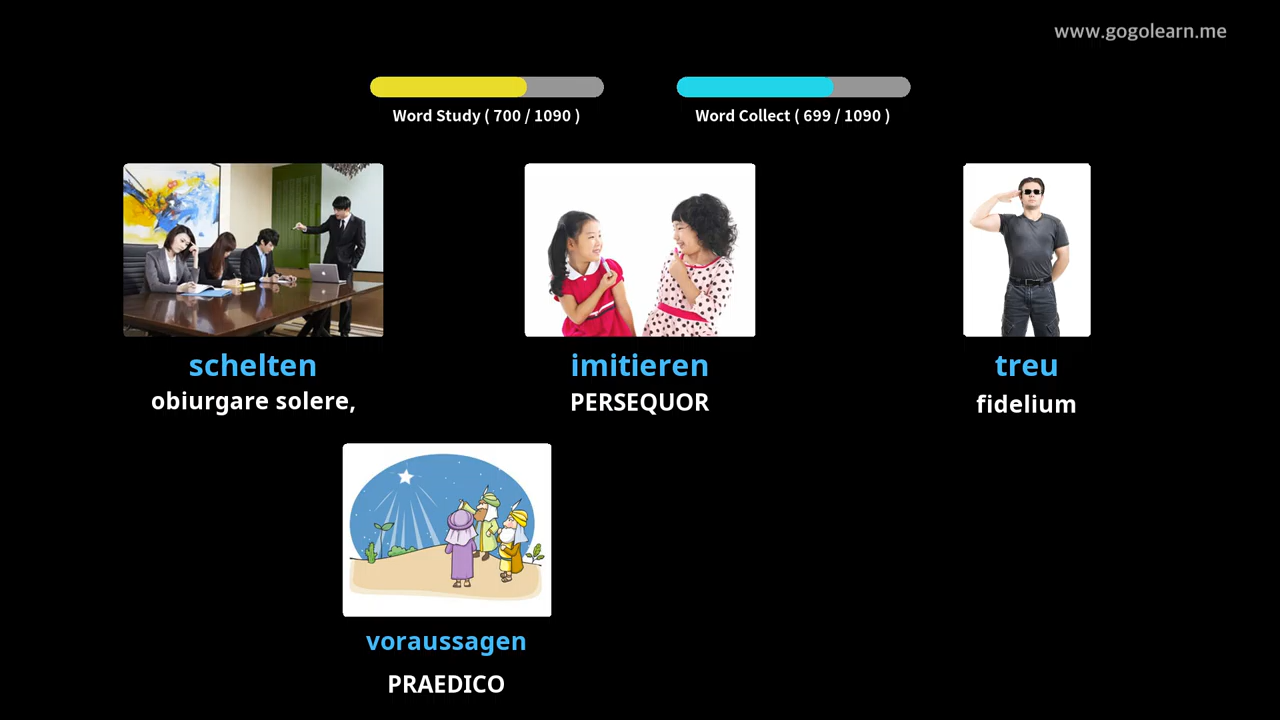 www.gogolearn.me
Word Study ( 700 / 1090 )
Word Collect ( 699 / 1090 )
schelten
obiurgare solere,
imitieren
PERSEQUOR
treu
fidelium
voraussagen
PRAEDICO